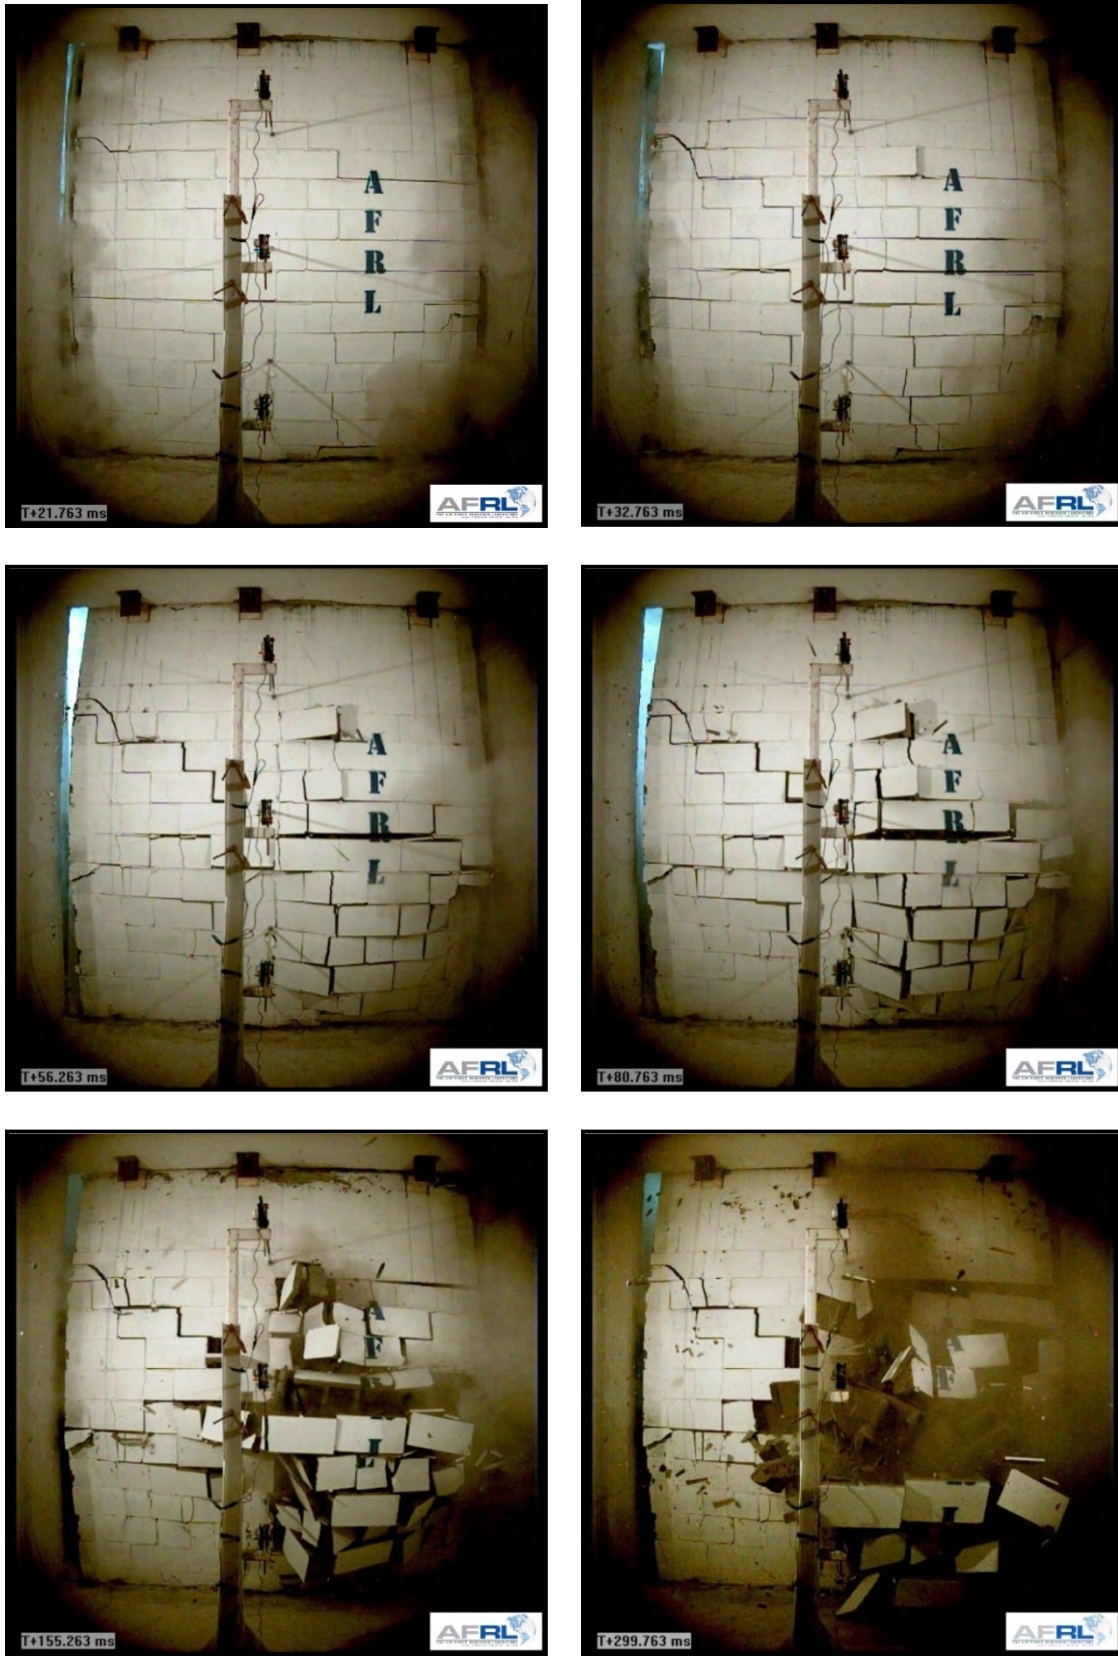 A
F
R
L
T+21.763 ms
AFRL
A
F
R
L
T+32.763 ms
AFRL
A
F
R
L
T+56.263 ms
AFRL
A
F
R
L
T+80.763 ms
AFRL
A
F
R
L
T+155.263 ms
AFRL
A
F
T+299.763 ms
AFRL